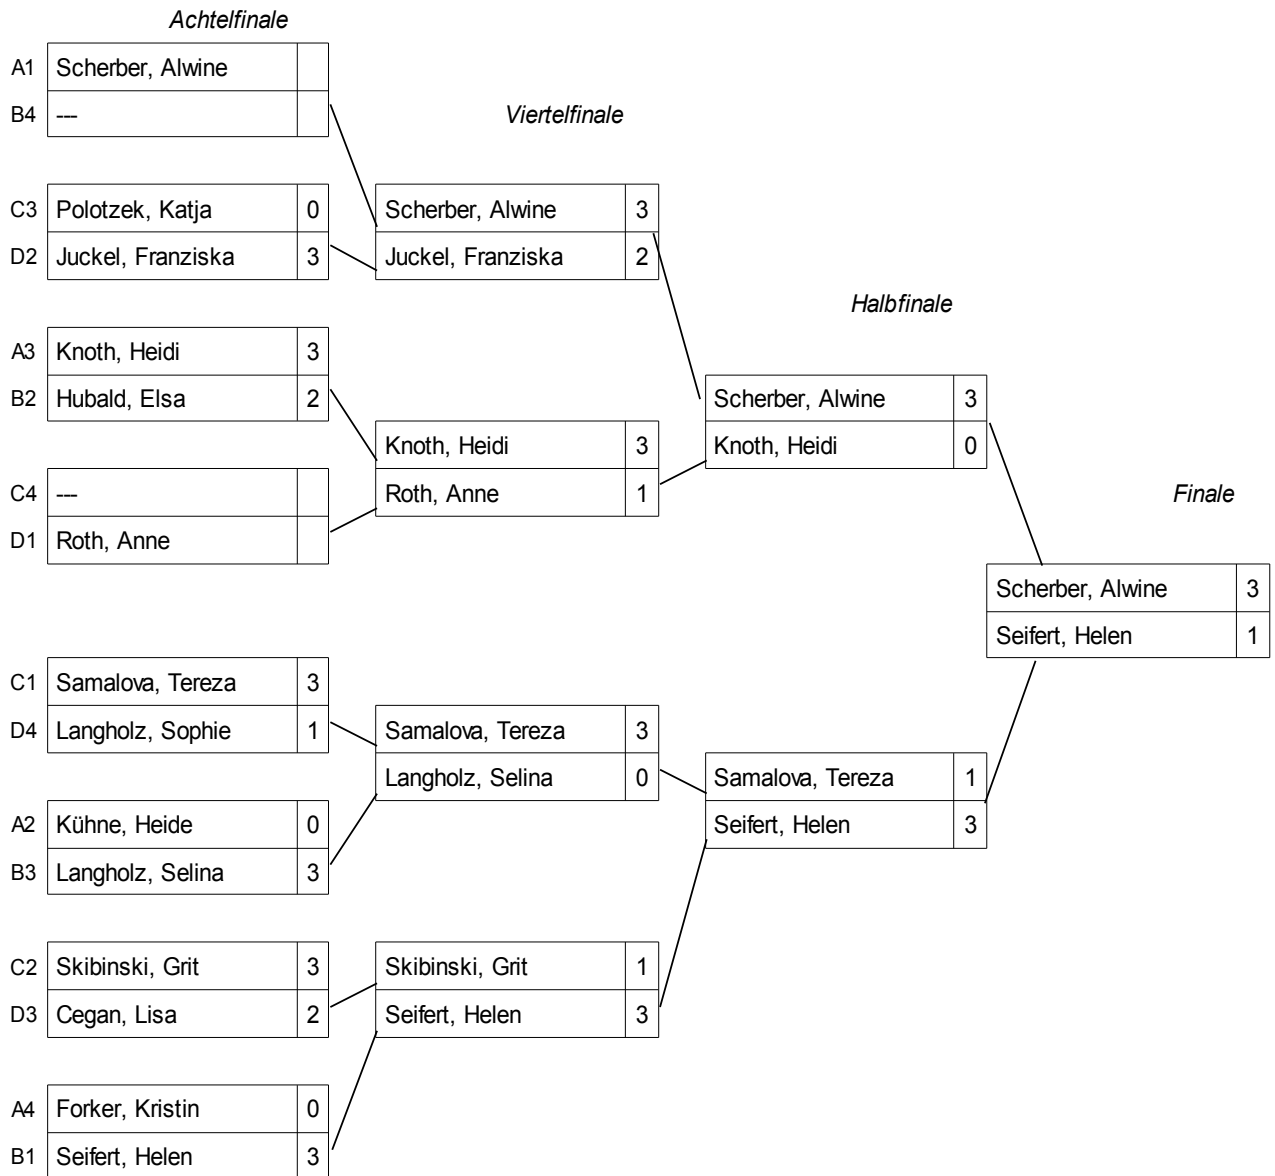 Achtelfinale
A1 Scherber, Alwine
B4 ---
Viertelfinale
C3 Polotzek, Katja 0
D2 Juckel, Franziska 3
Scherber, Alwine 3
Juckel, Franziska 2
Halbfinale
A3 Knoth, Heidi 3
B2 Hubald, Elsa 2
Scherber, Alwine 3
Knoth, Heidi 0
Knoth, Heidi 3
Roth, Anne 1
C4 ---
D1 Roth, Anne
Finale
Scherber, Alwine 3
Seifert, Helen 1
C1 Samalova, Tereza 3
D4 Langholz, Sophie 1
Samalova, Tereza 3
Langholz, Selina 0
Samalova, Tereza 1
Seifert, Helen 3
A2 Kühne, Heide 0
B3 Langholz, Selina 3
C2 Skibinski, Grit 3
D3 Cegan, Lisa 2
Skibinski, Grit 1
Seifert, Helen 3
A4 Forker, Kristin 0
B1 Seifert, Helen 3